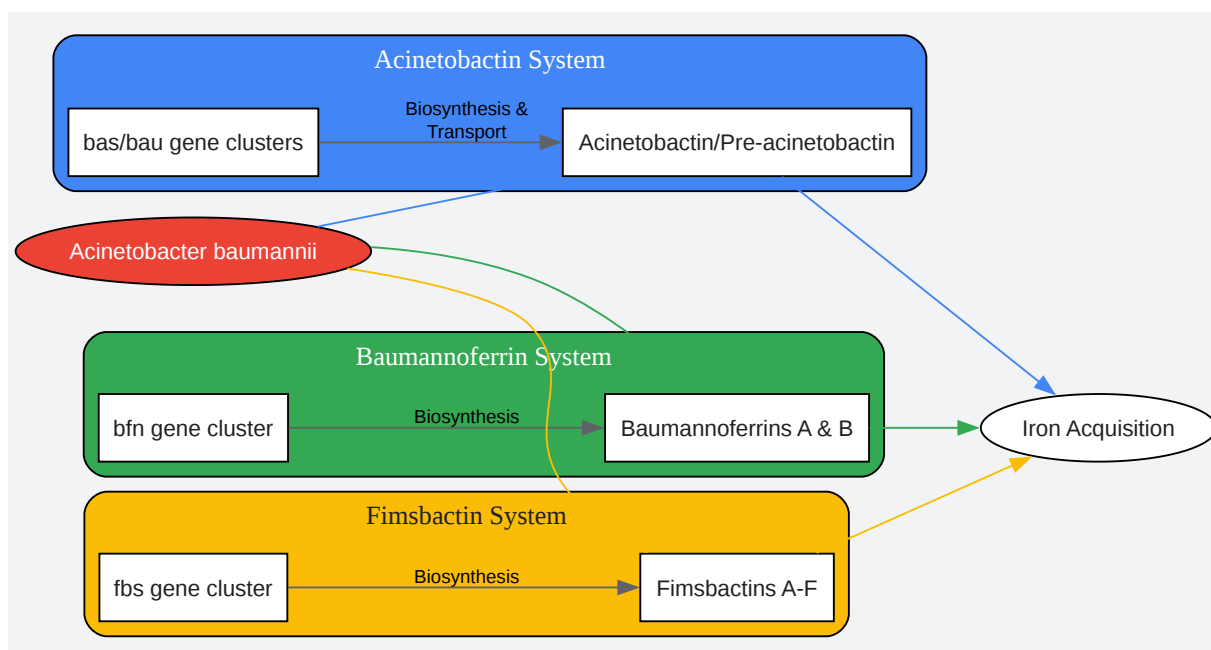 Acinetobactin System
bas/bau gene clusters
Biosynthesis &
Transport
Acinetobactin/Pre-acinetobactin
Acinetobacter baumannii
Baumannoferrin System
bfn gene cluster
Biosynthesis
Baumannoferrins A & B
Iron Acquisition
Fimsbactin System
fbs gene cluster
Biosynthesis
Fimsbactins A-F